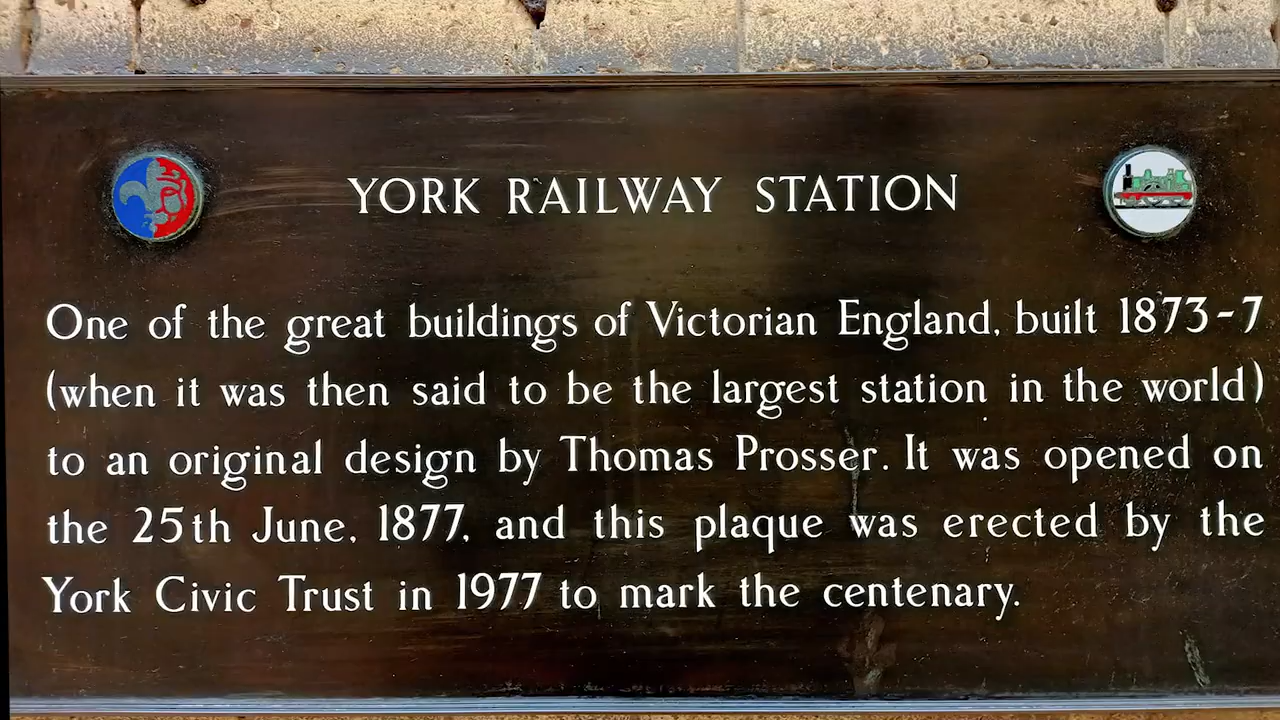 YORK RAILWAY STATION
One of the great buildings of Victorian England, built 1873-7
(when it was then said to be the largest station in the world)
to an original design by Thomas Prosser. It was opened on
the 25th June, 1877, and this plaque was erected by the
York Civic Trust in 1977 to mark the centenary.